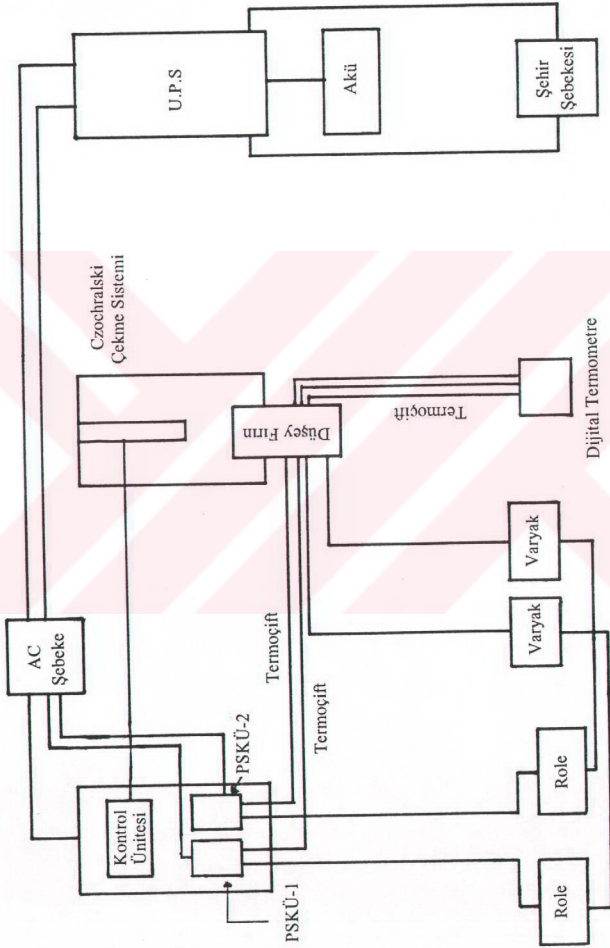 U.P.S
Akü
Şehir
Şebekesi
Czochralski
Çekme Sistemi
Düşey Fırın
Termoçift
Dijital Termometre
AC
Şebeke
Termoçift
Termoçift
Varyak
Varyak
Kontrol
Ünitesi
PSKÜ-2
PSKÜ-1
Role
Role